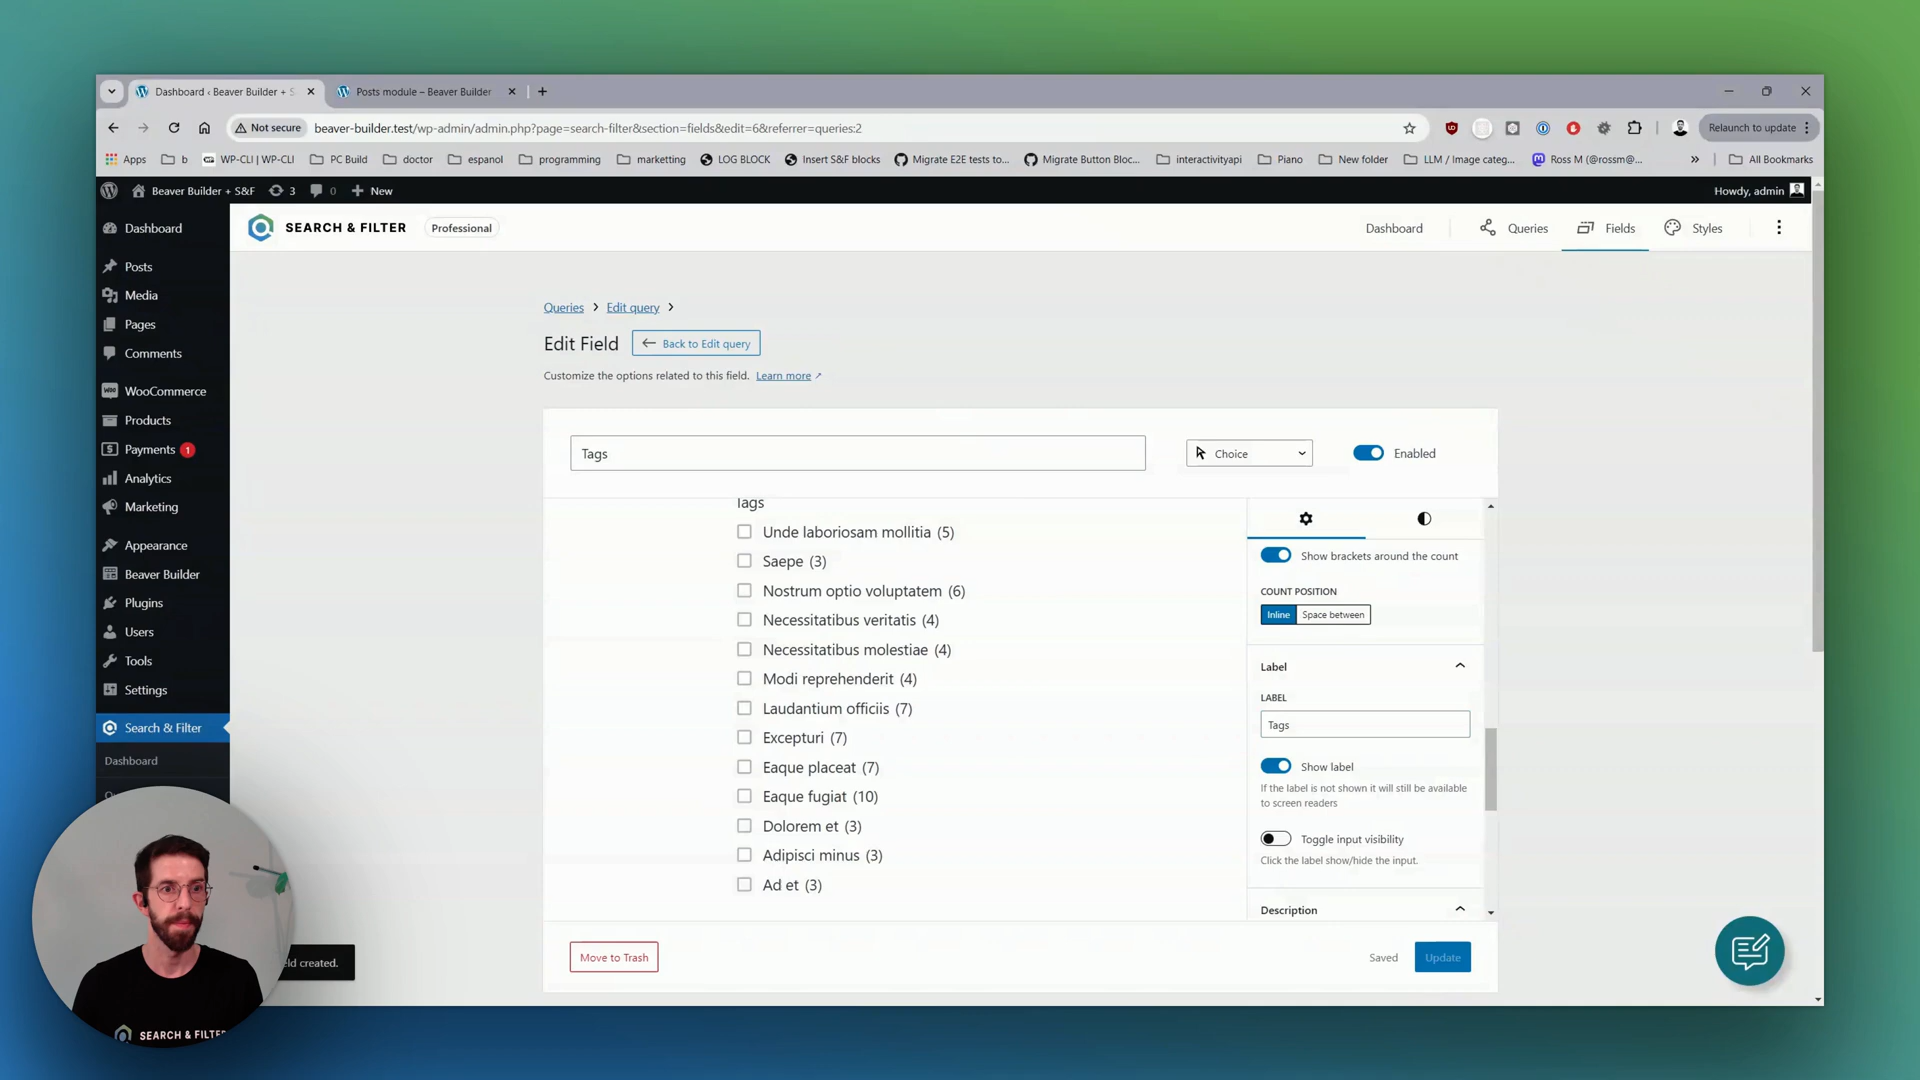 Dashboard ‹ Beaver Builder + S
Posts module – Beaver Builder
Not secure
beaver-builder.test/wp-admin/admin.php?page=search-filter&section=fields&edit=6&referrer=queries:2
Relaunch to update
Apps
b
WP-CLI | WP-CLI
PC Build
doctor
espanol
programming
marketting
LOG BLOCK
Insert S&F blocks
Migrate E2E tests to...
Migrate Button Bloc...
interactivityapi
Piano
New folder
LLM / Image categ...
Ross M (@rossm@...
»
All Bookmarks
Beaver Builder + S&F
3
0
New
Howdy, admin
Dashboard
Posts
Media
Pages
Comments
WooCommerce
Products
Payments 1
Analytics
Marketing
Appearance
Beaver Builder
Plugins
Users
Tools
Settings
Search & Filter
Dashboard
SEARCH & FILTER
Professional
Dashboard
Queries
Fields
Styles
Queries > Edit query >
Edit Field
← Back to Edit query
Customize the options related to this field. Learn more ↗
Tags
Choice
Enabled
Tags
Unde laboriosam mollitia (5)
Saepe (3)
Nostrum optio voluptatem (6)
Necessitatibus veritatis (4)
Necessitatibus molestiae (4)
Modi reprehenderit (4)
Laudantium officiis (7)
Excepturi (7)
Eaque placeat (7)
Eaque fugiat (10)
Dolorem et (3)
Adipisci minus (3)
Ad et (3)
Show brackets around the count
COUNT POSITION
Inline
Space between
Label
LABEL
Tags
Show label
If the label is not shown it will still be available
to screen readers
Toggle input visibility
Click the label show/hide the input.
Description
Move to Trash
Saved
Update
created.
SEARCH & FILTER